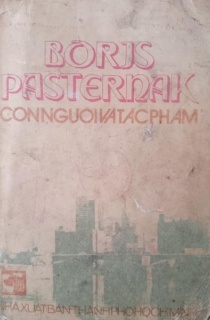 BORIS
PASTERNAK
CON NGƯỜI VÀ TÁC PHẨM
NHÀ XUẤT BẢN THÀNH PHỐ HỒ CHÍ MINH